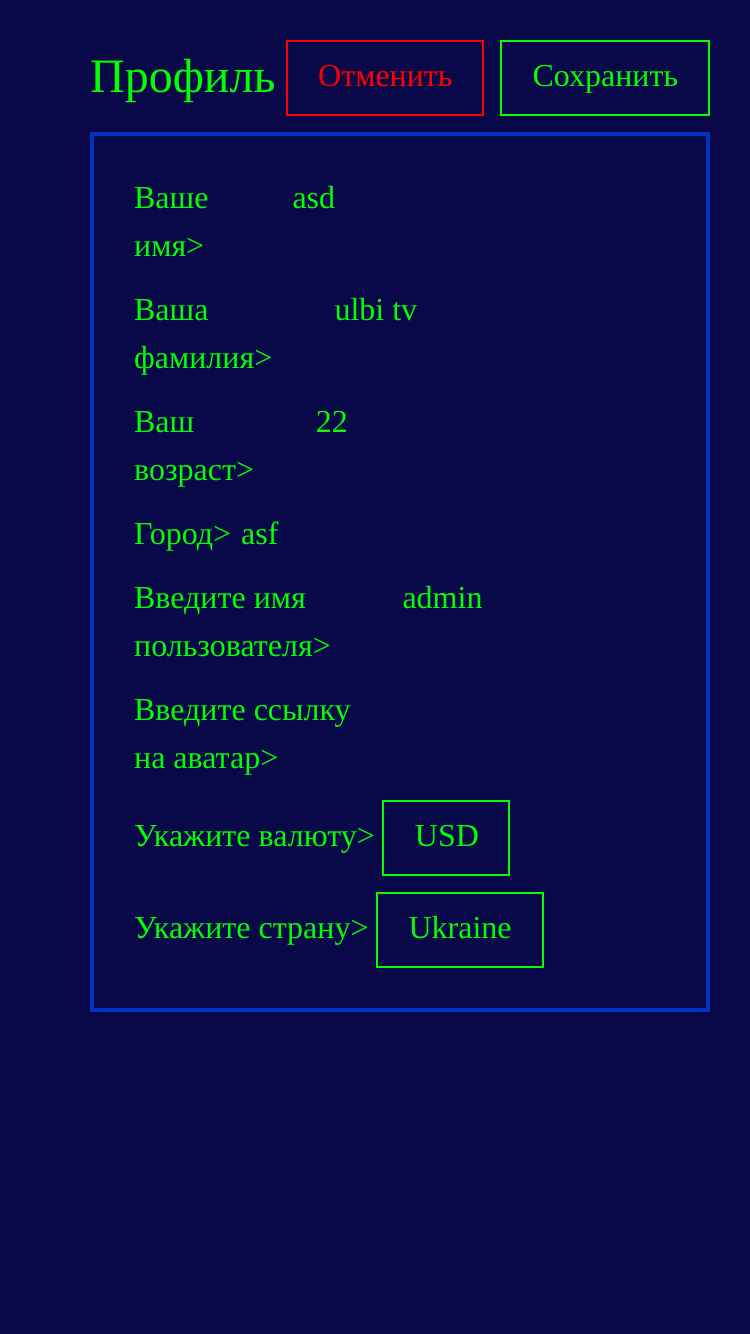 Профиль Отменить Сохранить
Ваше asd
имя>
Ваша ulbi tv
фамилия>
Ваш 22
возраст>
Город> asf
Введите имя admin
пользователя>
Введите ссылку
на аватар>
Укажите валюту> USD
Укажите страну> Ukraine